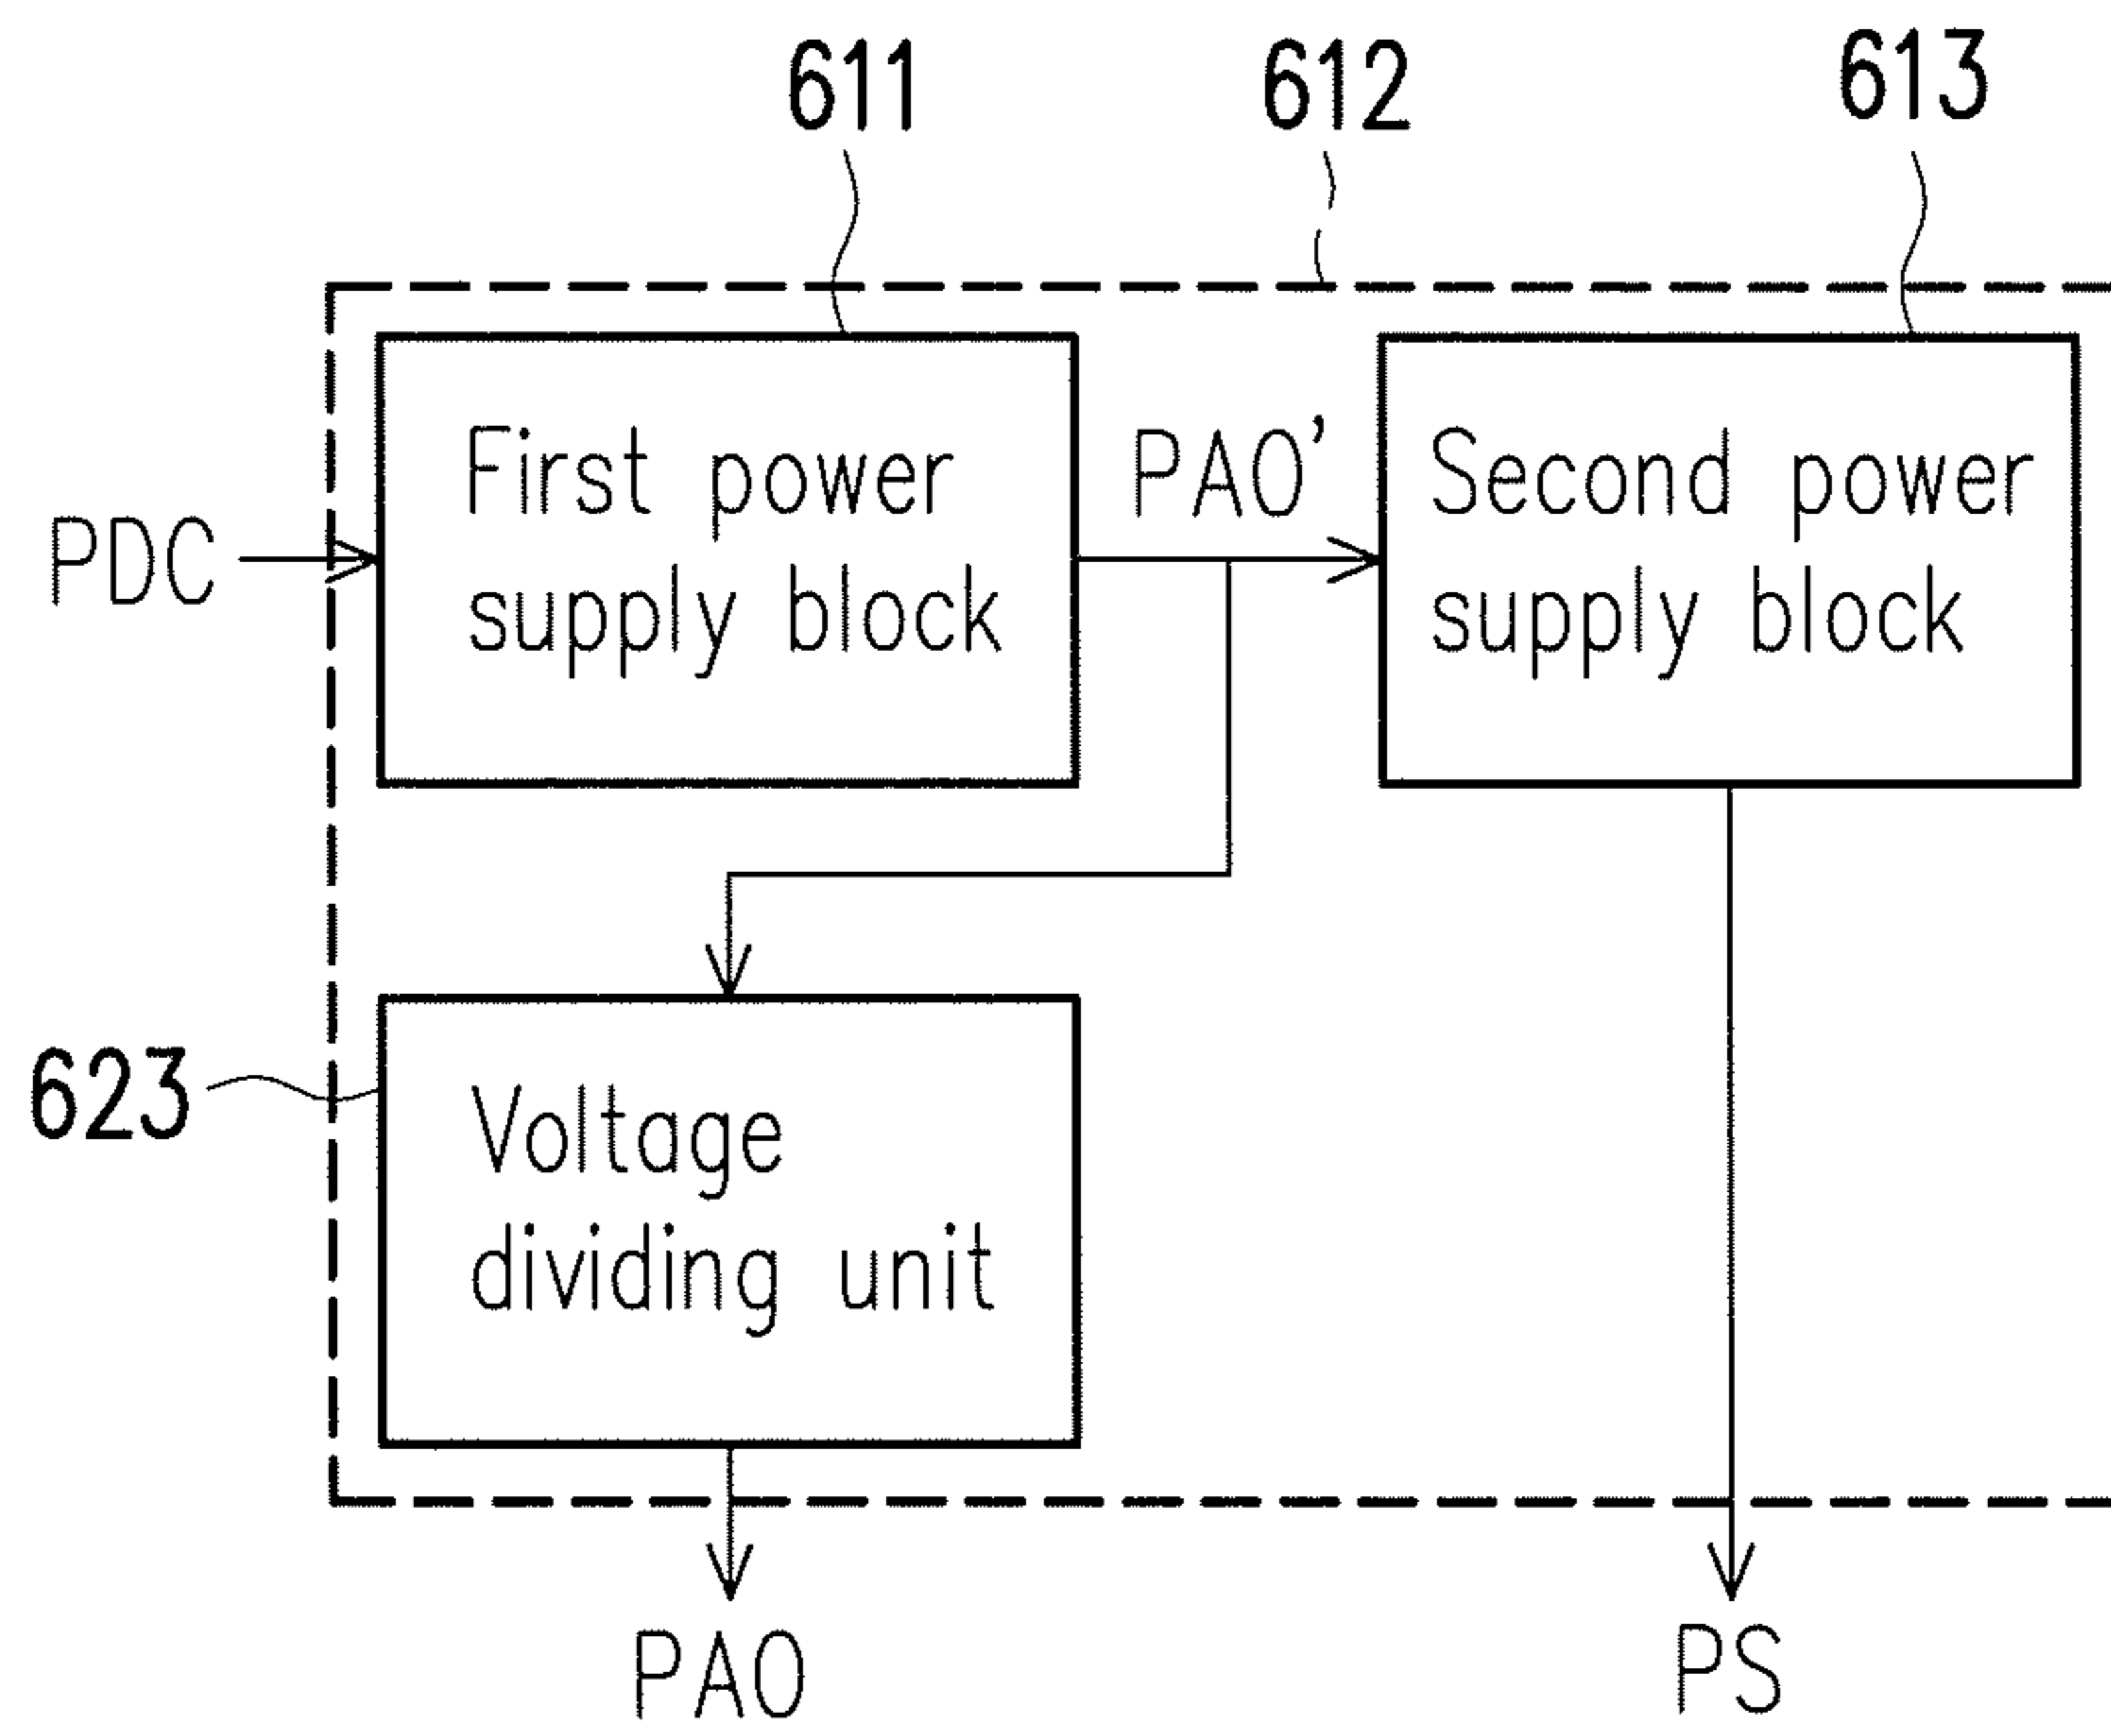 611
612
613
First power
supply block
PAO'
Second power
supply block
PDC
623
Voltage
dividing unit
PAO
PS